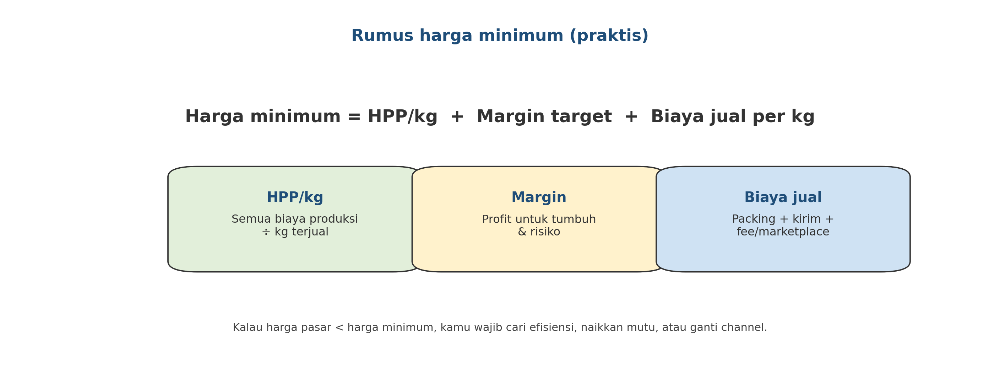 Rumus harga minimum (praktis)
Harga minimum = HPP/kg + Margin target + Biaya jual per kg
HPP/kg
Semua biaya produksi
÷ kg terjual
Margin
Profit untuk tumbuh
& risiko
Biaya jual
Packing + kirim +
fee/marketplace
Kalau harga pasar < harga minimum, kamu wajib cari efisiensi, naikkan mutu, atau ganti channel.